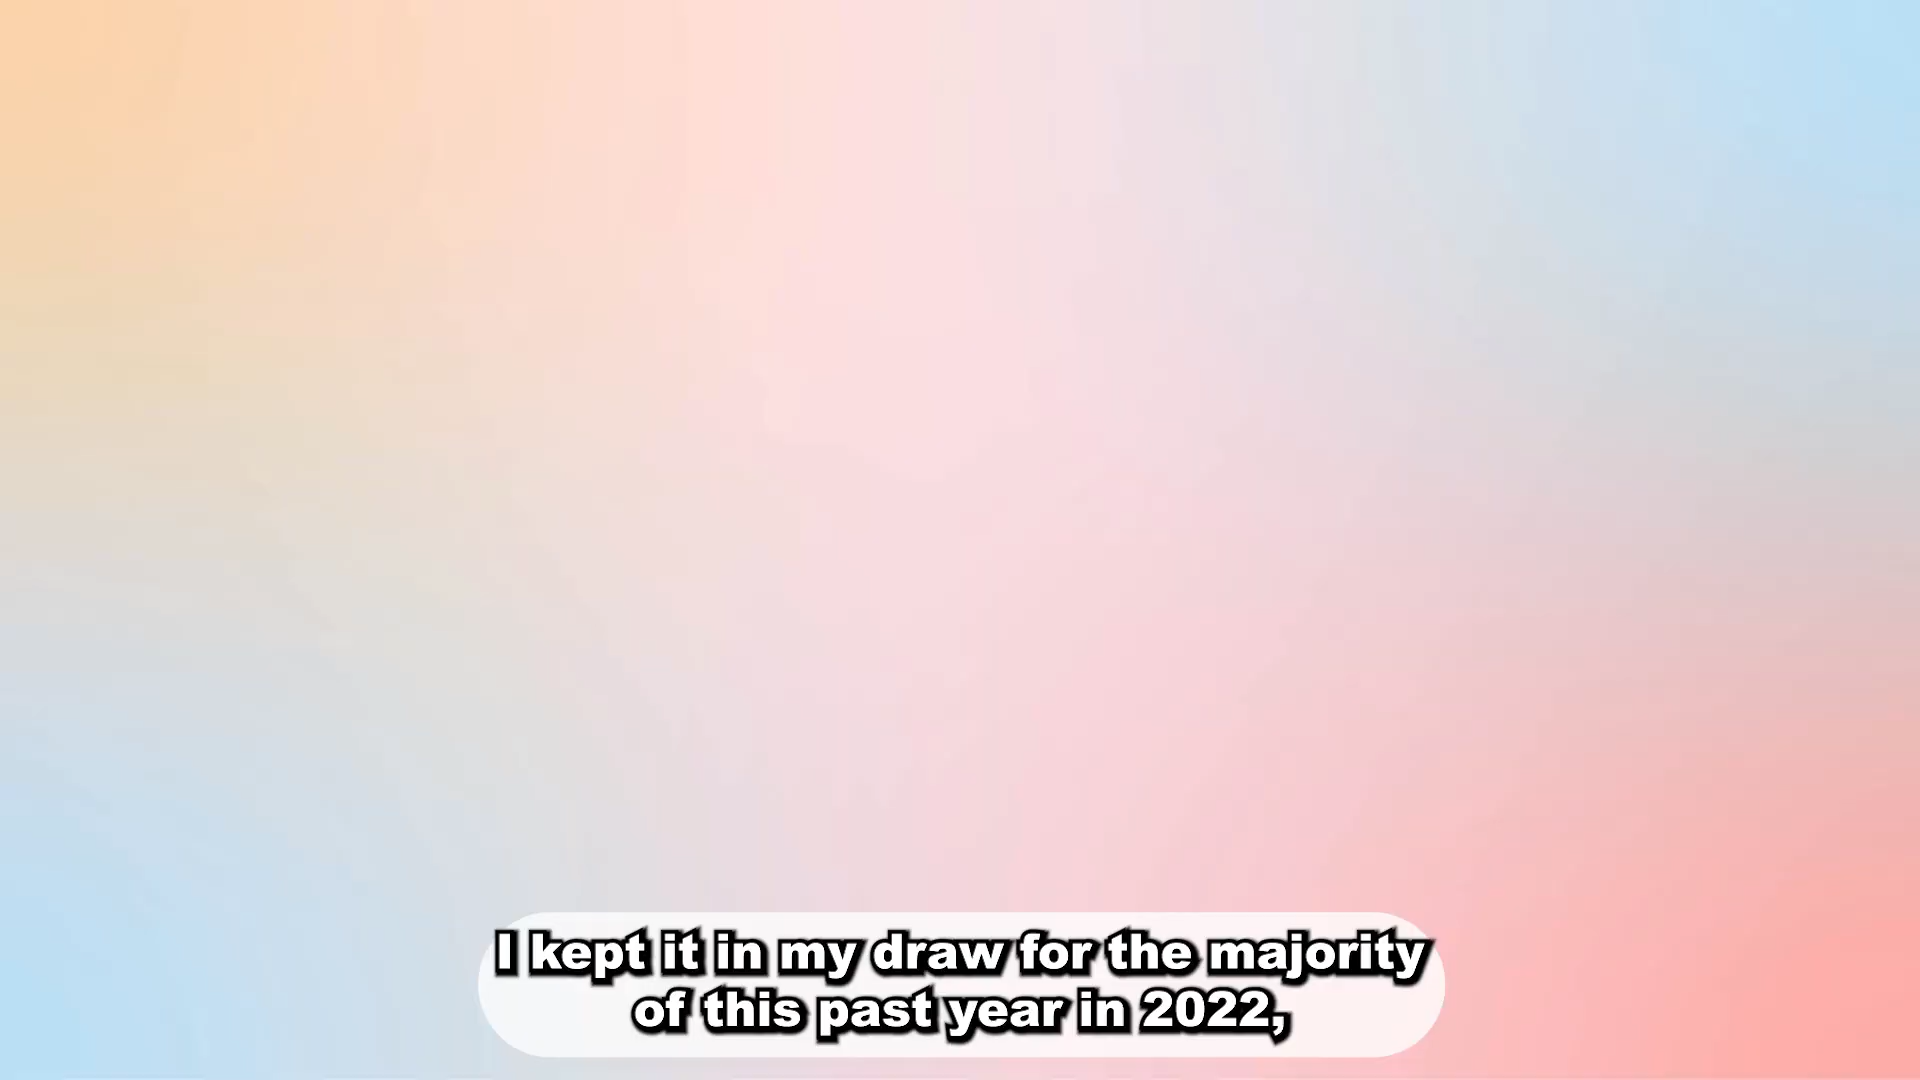 I kept it in my draw for the majority
of this past year in 2022,